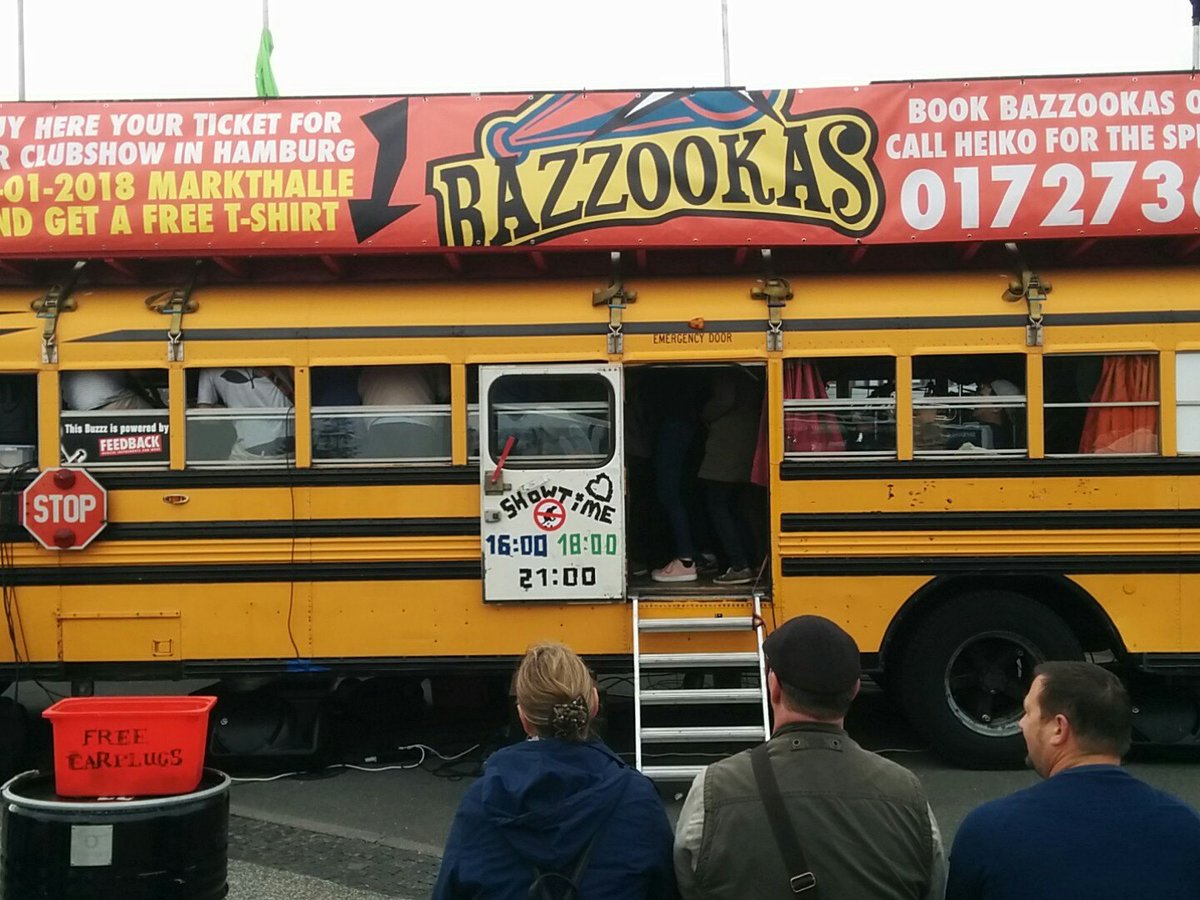 UY HERE YOUR TICKET FOR
R CLUBSHOW IN HAMBURG
-01-2018 MARKTHALLE
ND GET A FREE T-SHIRT
BAZZOOKAS
BOOK BAZZOOKAS O
CALL HEIKO FOR THE SP
0172736
EMERGENCY DOOR
This Buzzz is powered by
FEEDBACK
STOP
SHOWTiME
16:00 18:00
21:00
FREE
EARPLUGS